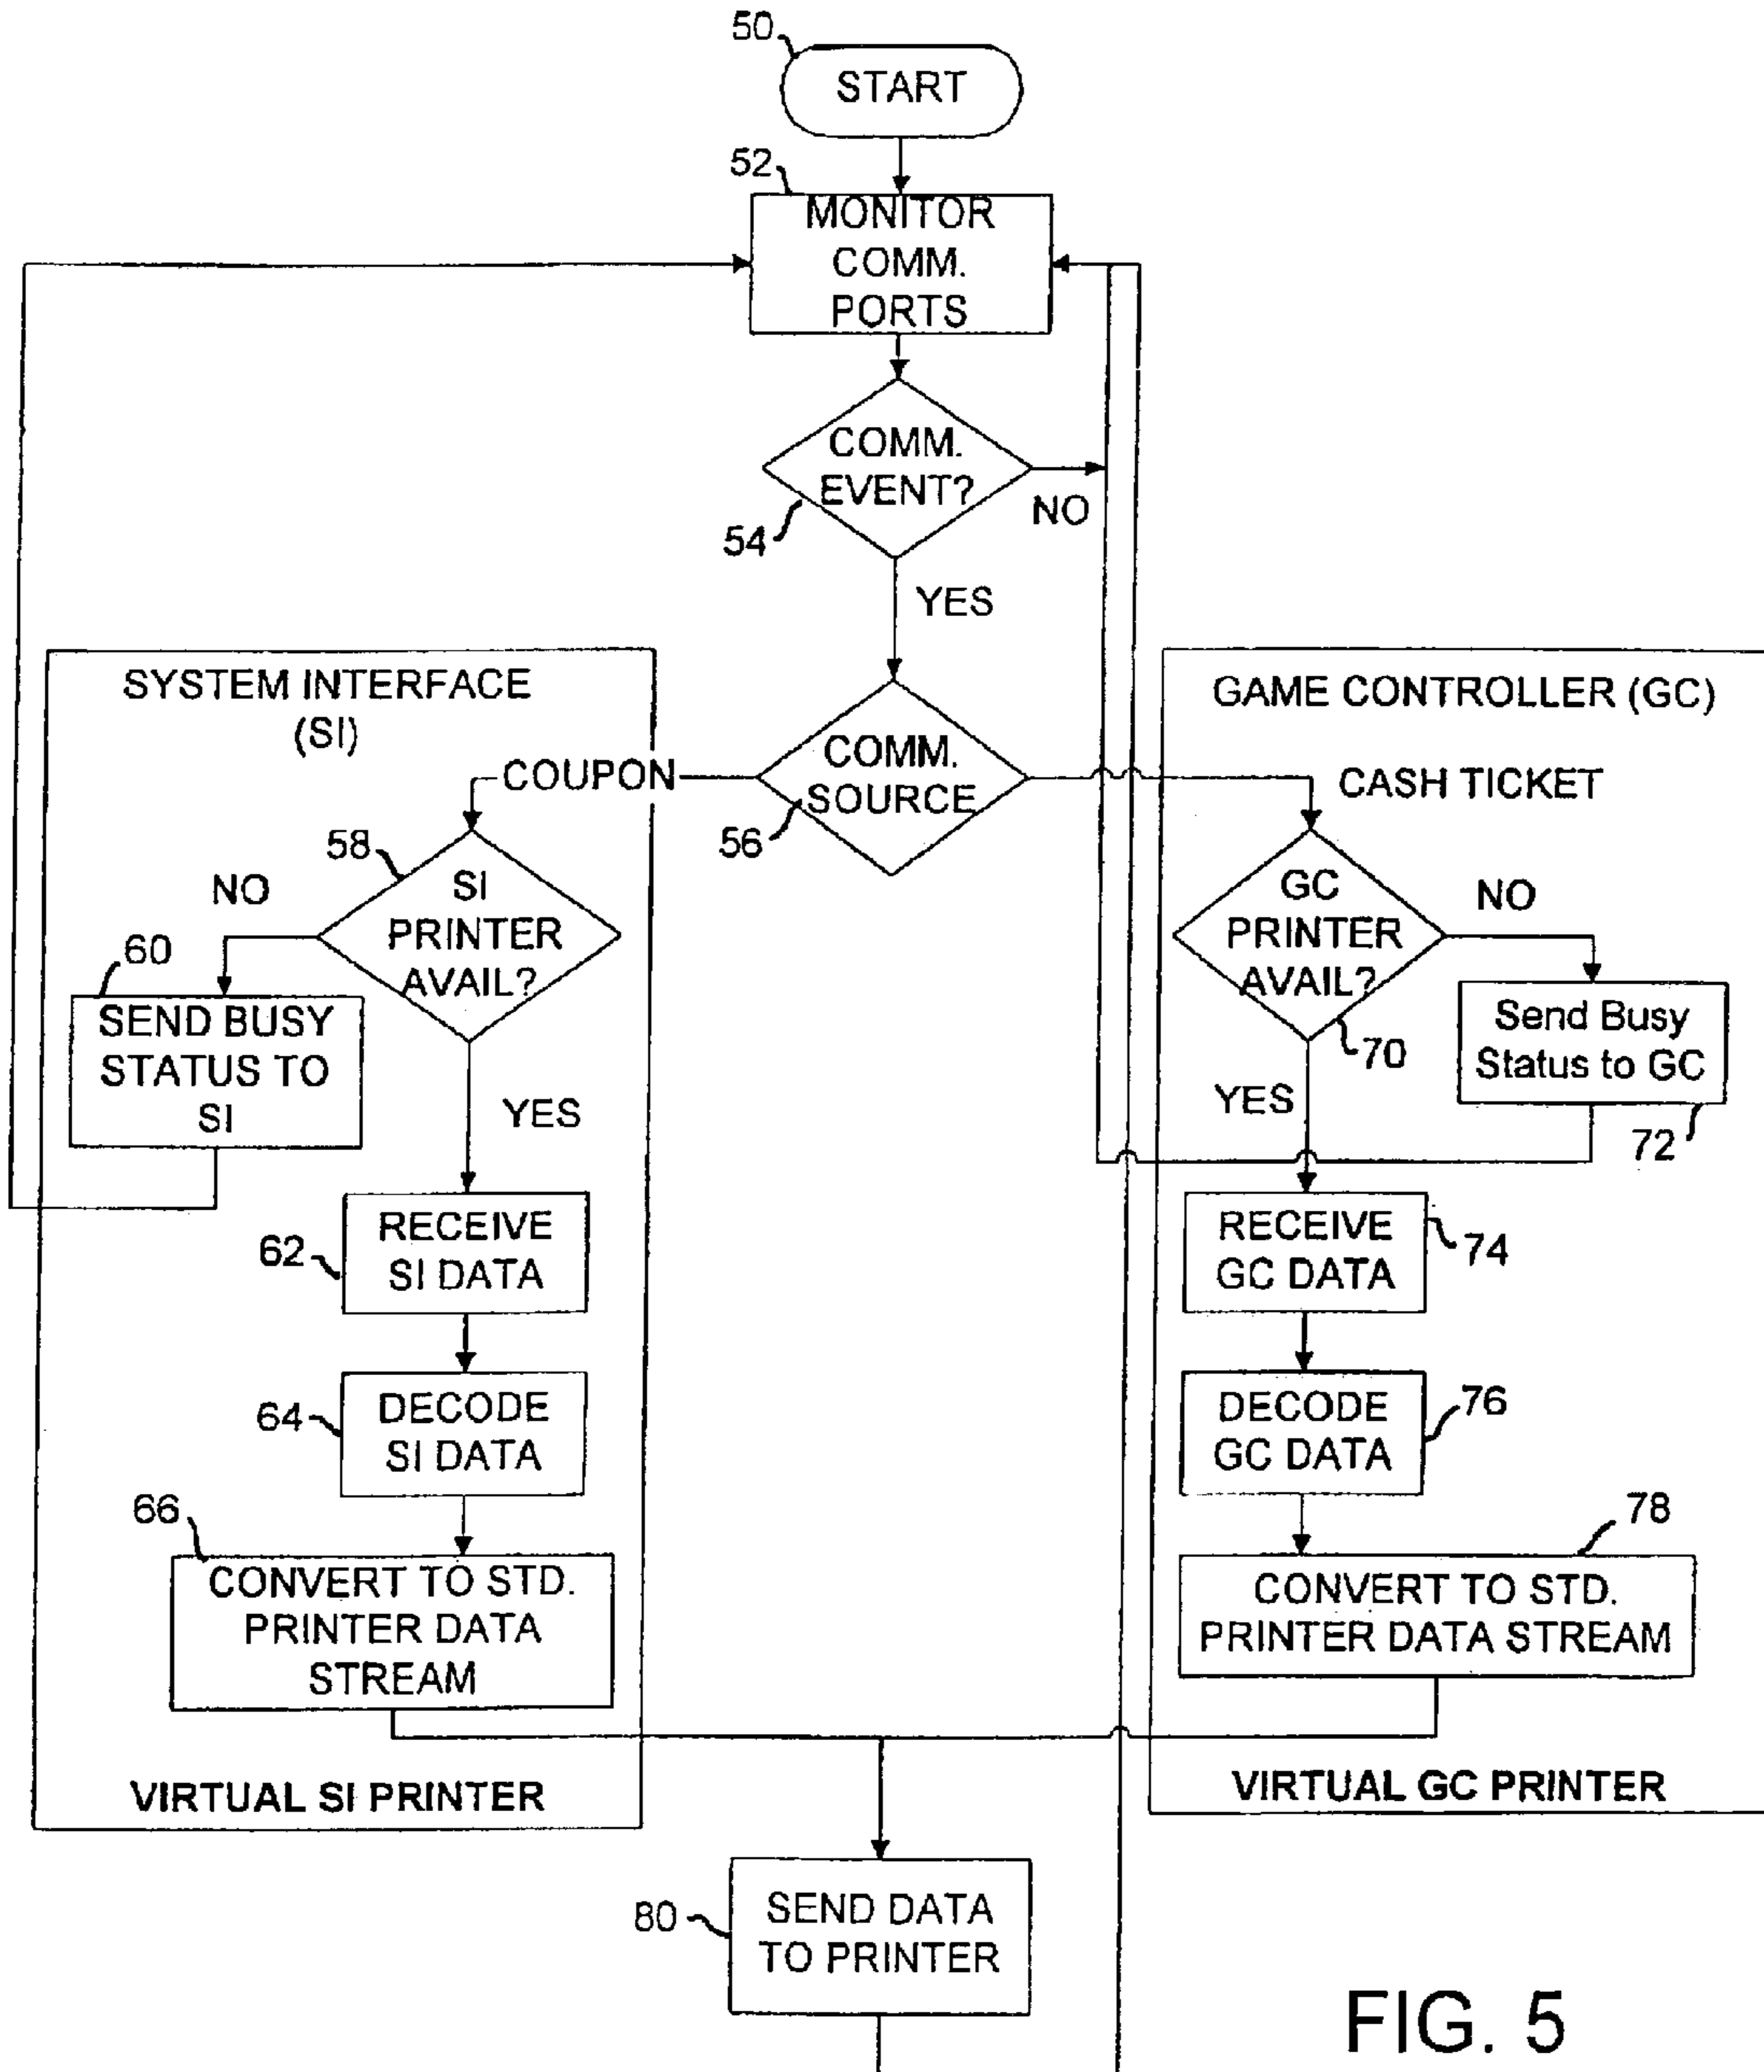 50
START
52
MONITOR
COMM.
PORTS
COMM.
EVENT?
54
NO
YES
SYSTEM INTERFACE
(SI)
GAME CONTROLLER (GC)
COMM.
SOURCE
56
COUPON
CASH TICKET
58
SI
PRINTER
AVAIL?
NO
60
SEND BUSY
STATUS TO
SI
YES
62
RECEIVE
SI DATA
64
DECODE
SI DATA
66
CONVERT TO STD.
PRINTER DATA
STREAM
VIRTUAL SI PRINTER
GC
PRINTER
AVAIL?
70
NO
Send Busy
Status to GC
72
YES
RECEIVE
GC DATA
74
DECODE
GC DATA
76
78
CONVERT TO STD.
PRINTER DATA STREAM
VIRTUAL GC PRINTER
80
SEND DATA
TO PRINTER
FIG. 5